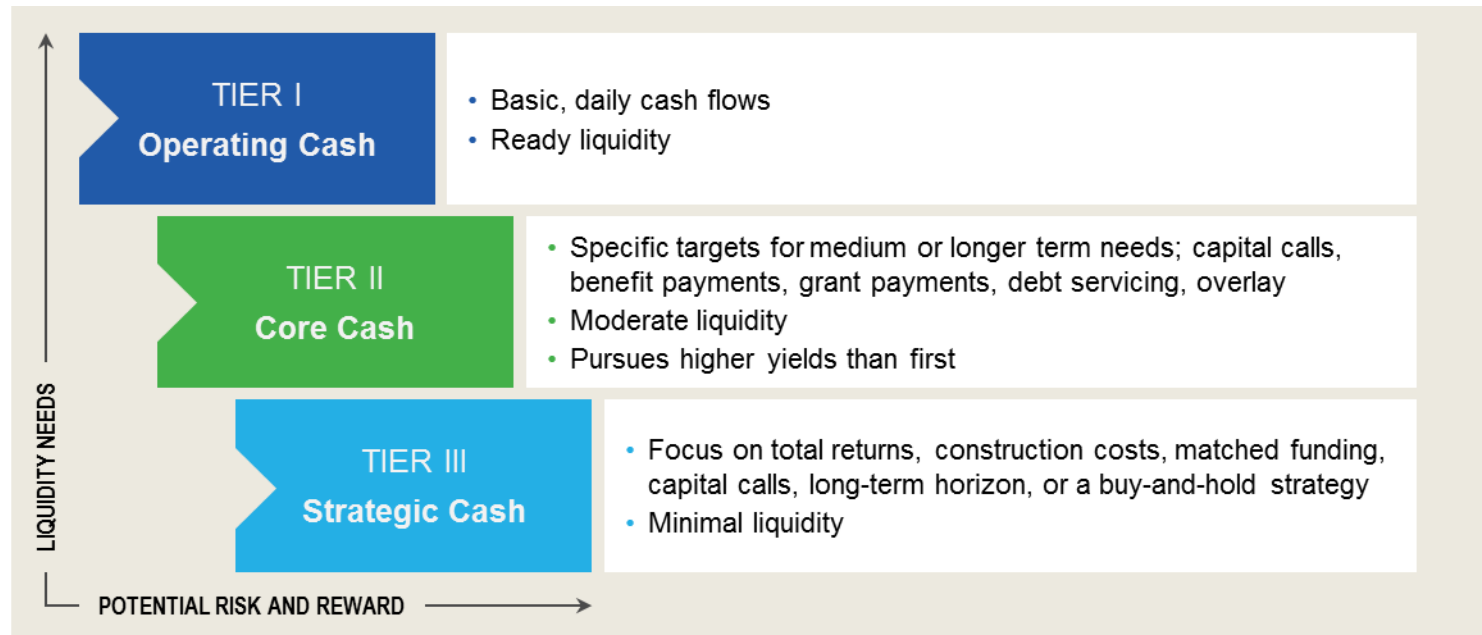 TIER I
Operating Cash
• Basic, daily cash flows
• Ready liquidity
TIER II
Core Cash
• Specific targets for medium or longer term needs; capital calls,
benefit payments, grant payments, debt servicing, overlay
• Moderate liquidity
• Pursues higher yields than first
TIER III
Strategic Cash
• Focus on total returns, construction costs, matched funding,
capital calls, long-term horizon, or a buy-and-hold strategy
• Minimal liquidity
LIQUIDITY NEEDS
POTENTIAL RISK AND REWARD